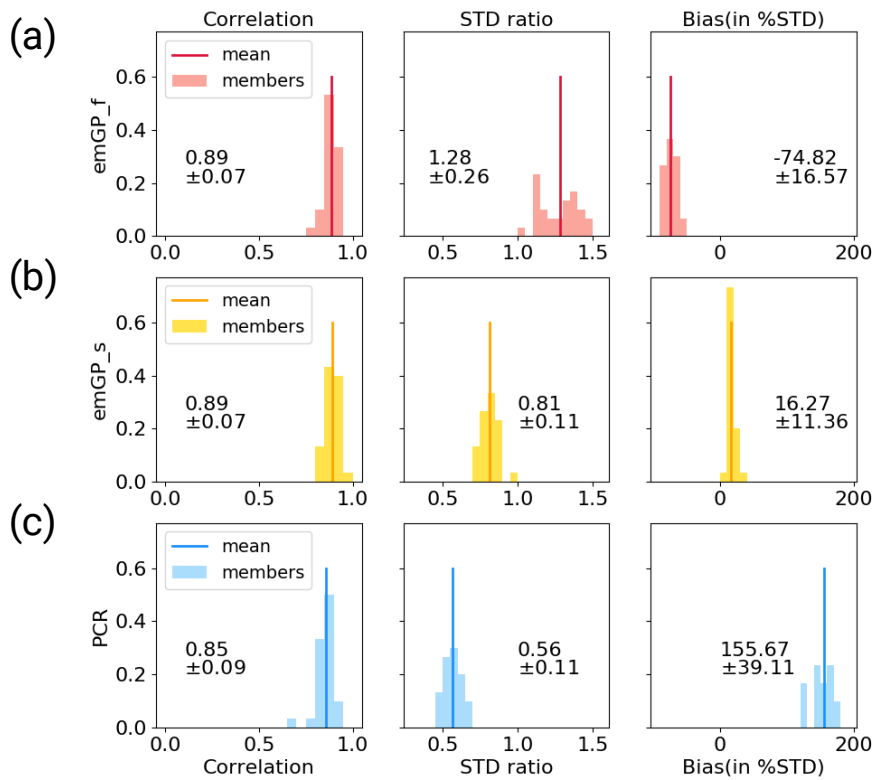 (a)
Correlation
STD ratio
Bias(in %STD)
emGP_f
0.6
0.4
0.2
0.0
mean
members
0.89
±0.07
1.28
±0.26
-74.82
±16.57
0.0 0.5 1.0
0.5 1.0 1.5
0 200
(b)
emGP_s
0.6
0.4
0.2
0.0
mean
members
0.89
±0.07
0.81
±0.11
16.27
±11.36
0.0 0.5 1.0
0.5 1.0 1.5
0 200
(c)
PCR
0.6
0.4
0.2
0.0
mean
members
0.85
±0.09
0.56
±0.11
155.67
±39.11
0.0 0.5 1.0
0.5 1.0 1.5
0 200
Correlation
STD ratio
Bias(in %STD)